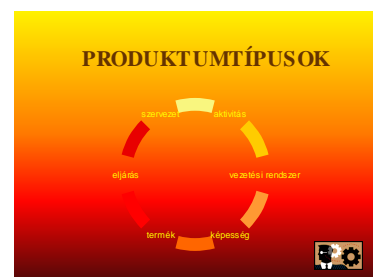 PRODUKTUMTÍPUSOK
szervezet
aktivitás
eljárás
vezetési rendszer
termék
képesség